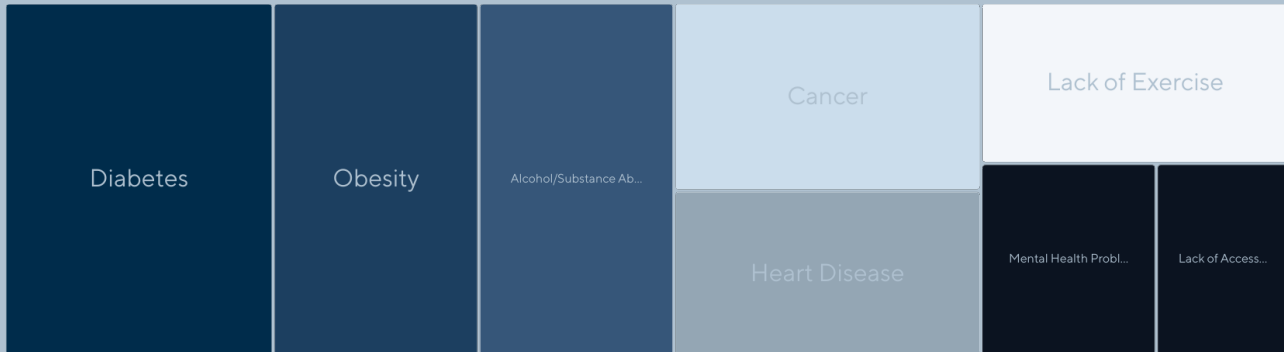 Diabetes
Obesity
Alcohol/Substance Ab...
Cancer
Heart Disease
Lack of Exercise
Mental Health Probl...
Lack of Access...